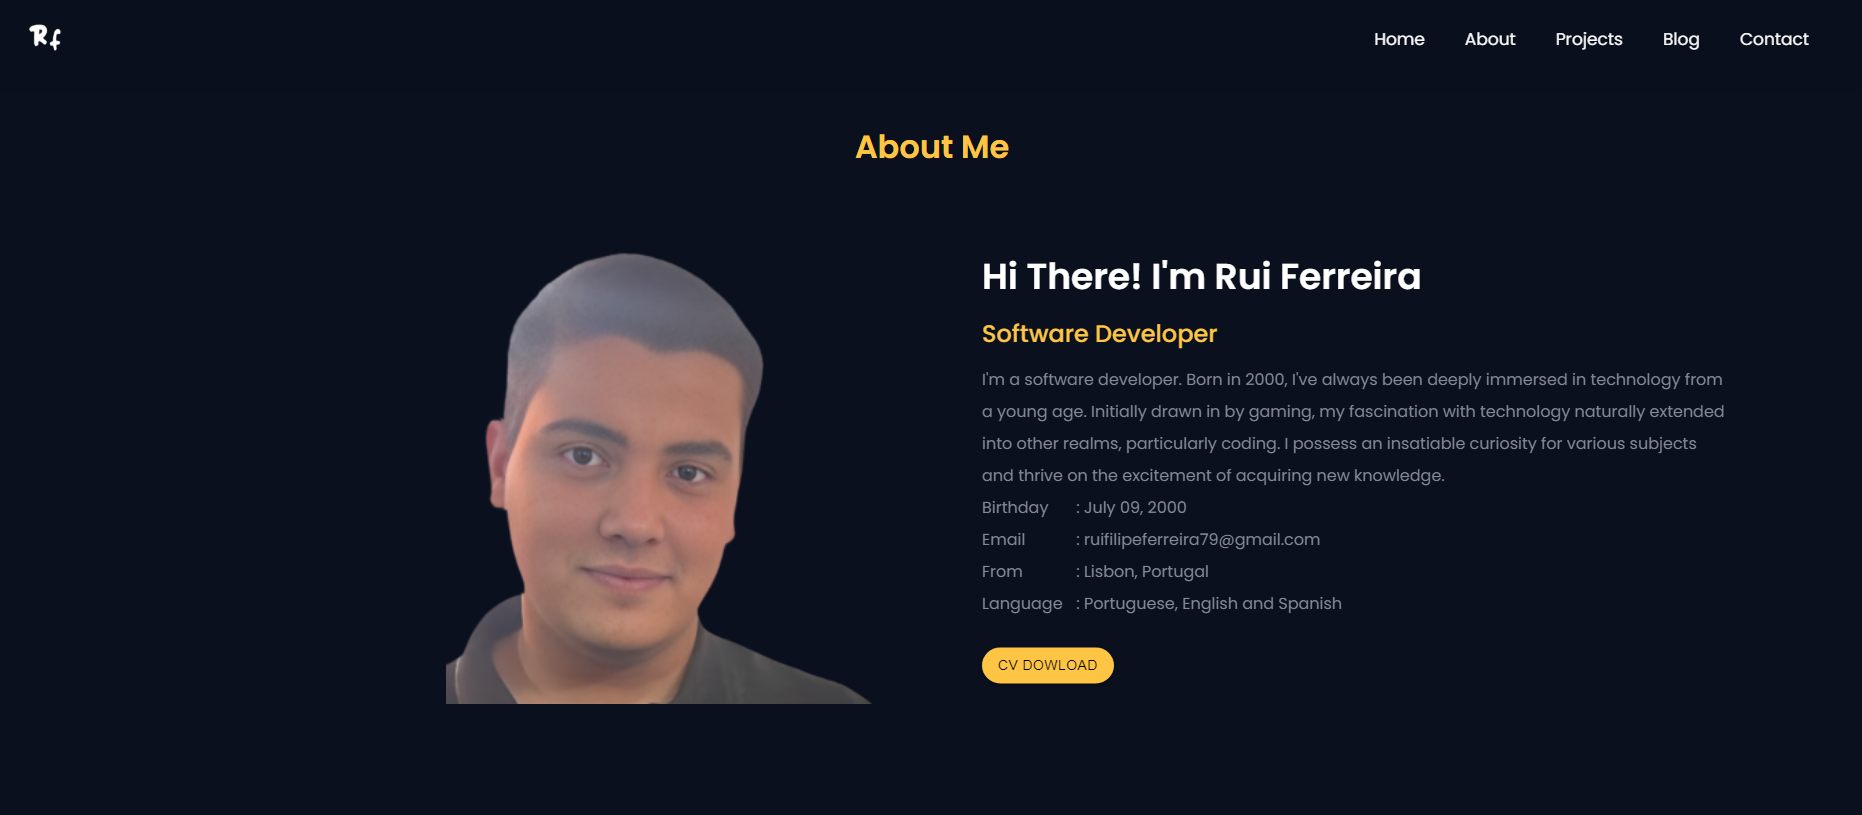 Rf
Home About Projects Blog Contact
About Me
Hi There! I'm Rui Ferreira
Software Developer
I'm a software developer. Born in 2000, I've always been deeply immersed in technology from
a young age. Initially drawn in by gaming, my fascination with technology naturally extended
into other realms, particularly coding. I possess an insatiable curiosity for various subjects
and thrive on the excitement of acquiring new knowledge.
Birthday : July 09, 2000
Email : ruifilipeferreira79@gmail.com
From : Lisbon, Portugal
Language : Portuguese, English and Spanish
CV DOWLOAD